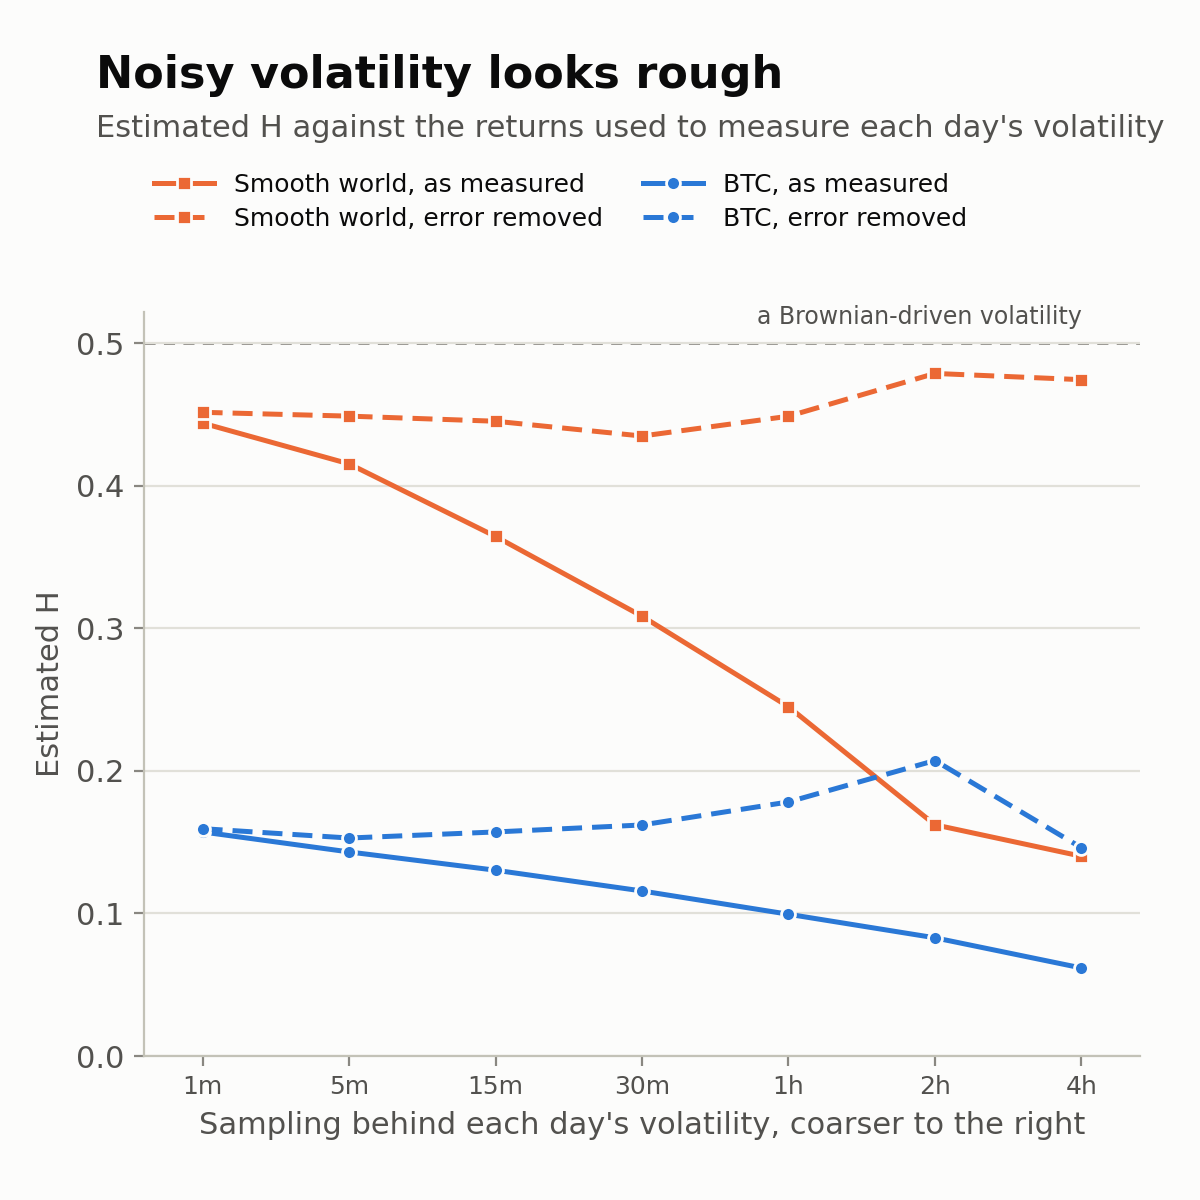 Noisy volatility looks rough
Estimated H against the returns used to measure each day's volatility
Smooth world, as measured
BTC, as measured
Smooth world, error removed
BTC, error removed
a Brownian-driven volatility
0.5
0.4
0.3
0.2
0.1
0.0
Estimated H
1m 5m 15m 30m 1h 2h 4h
Sampling behind each day's volatility, coarser to the right